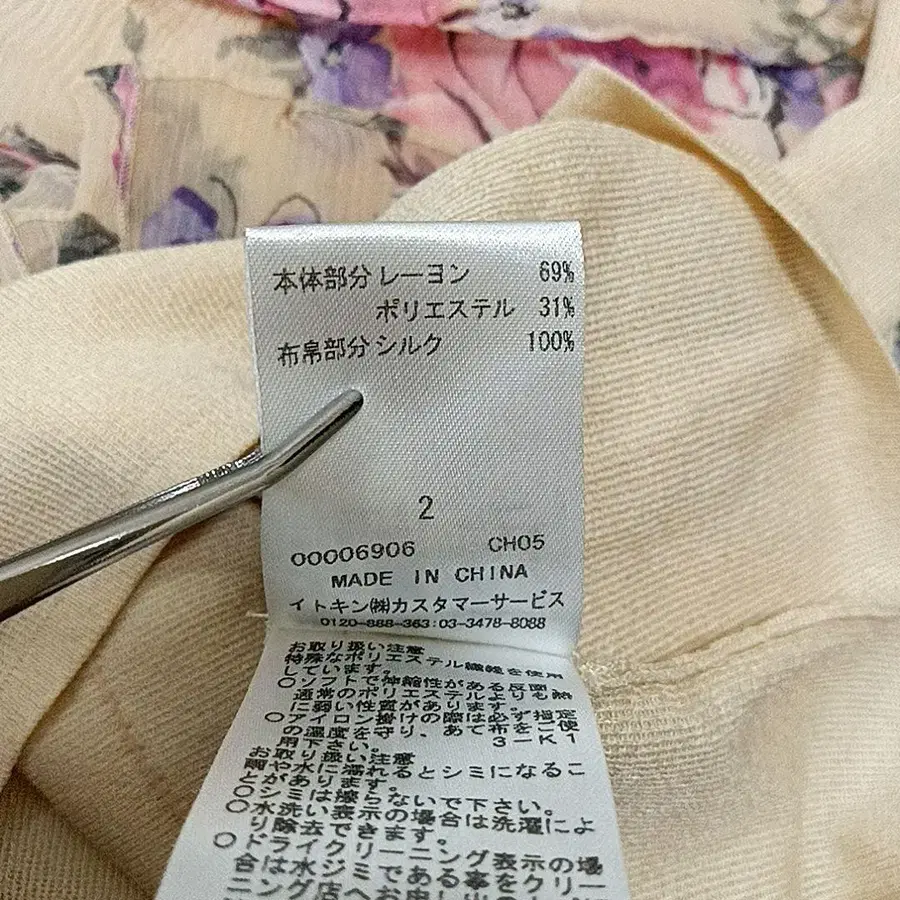 本体部分 レーヨン 69%
ポリエステル 31%
布帛部分 シルク 100%
2
00006906 CH05
MADE IN CHINA
イトキン㈱カスタマーサービス
0120-888-363:03-3478-8088
お取り扱い注意
特殊なポリエステル繊維を使用
しています。
○ソフトで伸縮性がある反面
通常のポリエステルよりも熱
に弱い性質があります。
○アイロン掛けの際は必ず指定
の温度を守り、あて布をご使
用下さい。 3-K1
お取り扱い注意
雨や水に濡れるとシミになるこ
とがあります。
○シミは擦らないで下さい。
○水洗い表示の場合は洗濯によ
り除去できます。
○ドライクリーニング表示の場
合は水ジミである事をクリー
ニング店へお申し出の